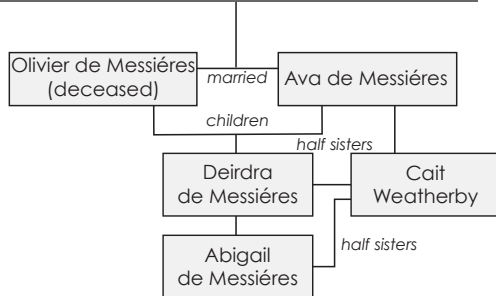 Olivier de Messiéres
(deceased)
married
Ava de Messiéres
children
half sisters
Deirdra
de Messiéres
Cait
Weatherby
Abigail
de Messiéres
half sisters